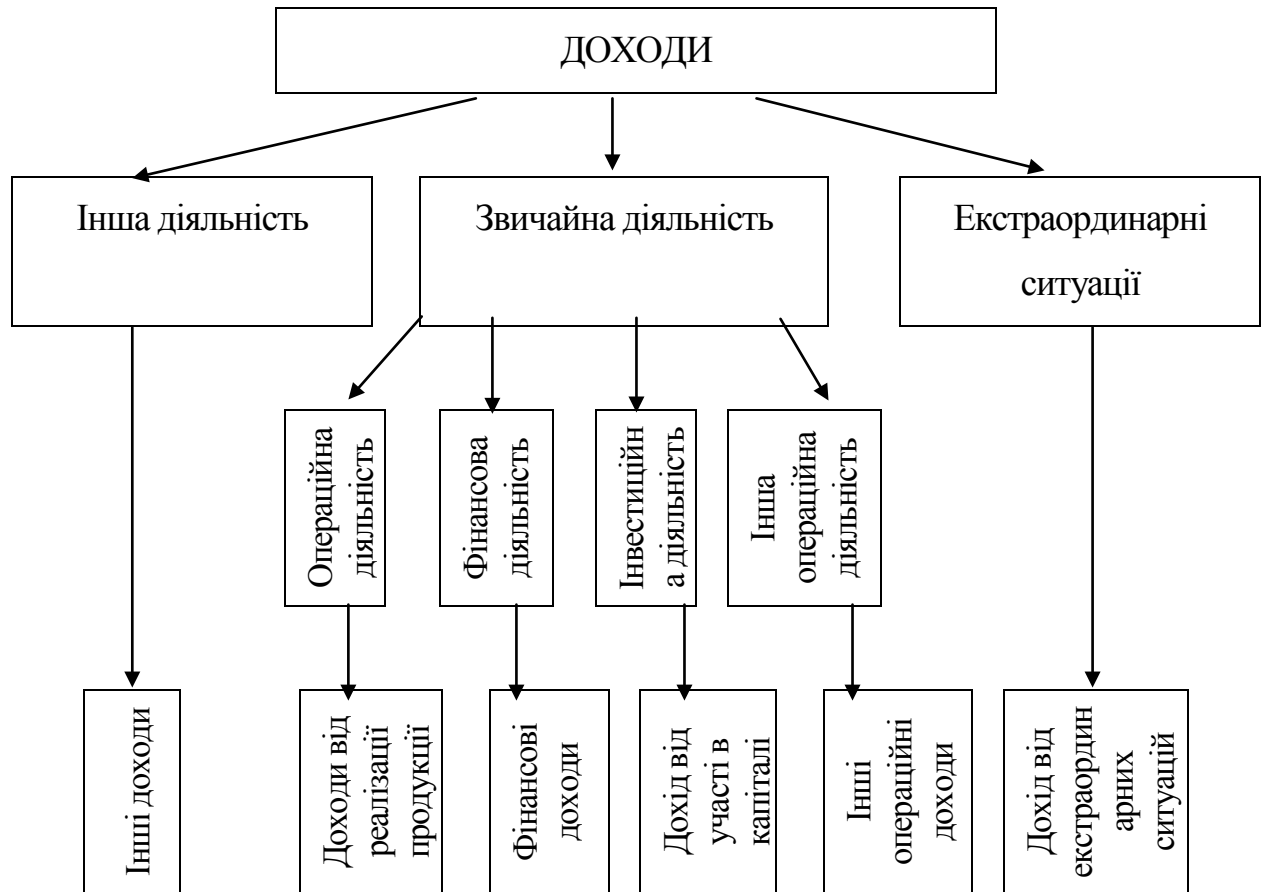 ДОХОДИ
Інша діяльність
Звичайна діяльність
Екстраординарні
ситуації
Операційна
діяльність
Фінансова
діяльність
Інвестиційн
а діяльність
Інша
операційна
діяльність
Інші доходи
Доходи від
реалізації
продукції
Фінансові
доходи
Дохід від
участі в
капіталі
Інші
операційні
доходи
Дохід від
екстраордин
арних
ситуацій